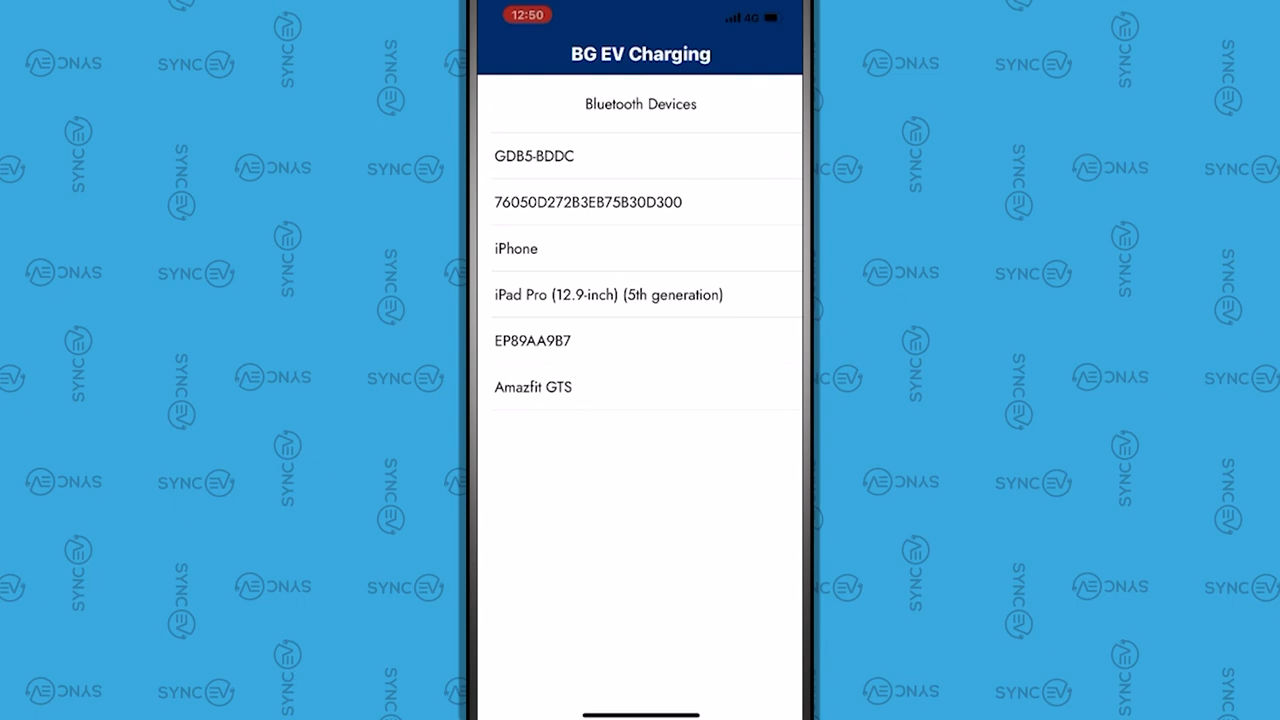 12:50
4G
BG EV Charging
Bluetooth Devices
GDB5-BDDC
76050D272B3EB75B30D300
iPhone
iPad Pro (12.9-inch) (5th generation)
EP89AA9B7
Amazfit GTS
SYNC EV